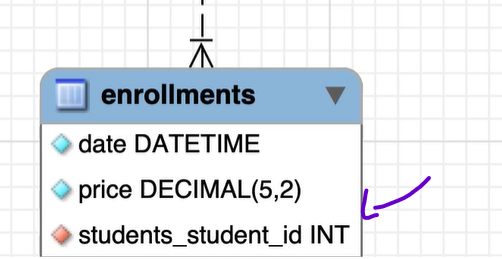 enrollments
date DATETIME
price DECIMAL(5,2)
students_student_id INT